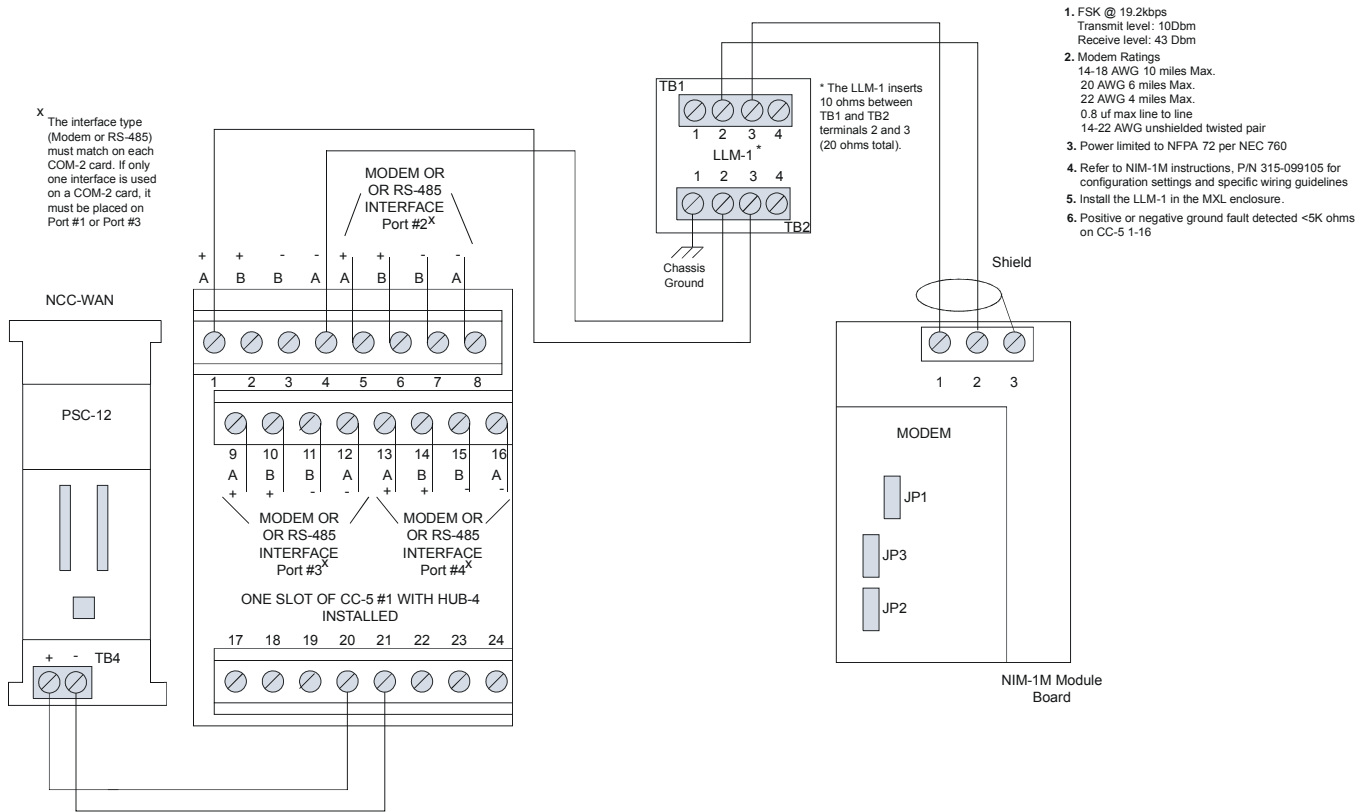 X The interface type
(Modem or RS-485)
must match on each
COM-2 card. If only
one interface is used
on a COM-2 card, it
must be placed on
Port #1 or Port #3
MODEM OR
OR RS-485
INTERFACE
Port #2 X
+ + - - + + - -
A B B A A B B A
1 2 3 4 5 6 7 8
9 10 11 12 13 14 15 16
A B B A A B B A
+ + - - + + - -
MODEM OR
OR RS-485
INTERFACE
Port #3 X
MODEM OR
OR RS-485
INTERFACE
Port #4 X
ONE SLOT OF CC-5 #1 WITH HUB-4
INSTALLED
17 18 19 20 21 22 23 24
NCC-WAN
PSC-12
+ - TB4
TB1
1 2 3 4
LLM-1 *
1 2 3 4
TB2
Chassis
Ground
* The LLM-1 inserts
10 ohms between
TB1 and TB2
terminals 2 and 3
(20 ohms total).
Shield
1 2 3
MODEM
JP1
JP3
JP2
NIM-1M Module
Board
1. FSK @ 19.2kbps
Transmit level: 10Dbm
Receive level: 43 Dbm
2. Modem Ratings
14-18 AWG 10 miles Max.
20 AWG 6 miles Max.
22 AWG 4 miles Max.
0.8 uf max line to line
14-22 AWG unshielded twisted pair
3. Power limited to NFPA 72 per NEC 760
4. Refer to NIM-1M instructions, P/N 315-099105 for
configuration settings and specific wiring guidelines
5. Install the LLM-1 in the MXL enclosure.
6. Positive or negative ground fault detected <5K ohms
on CC-5 1-16